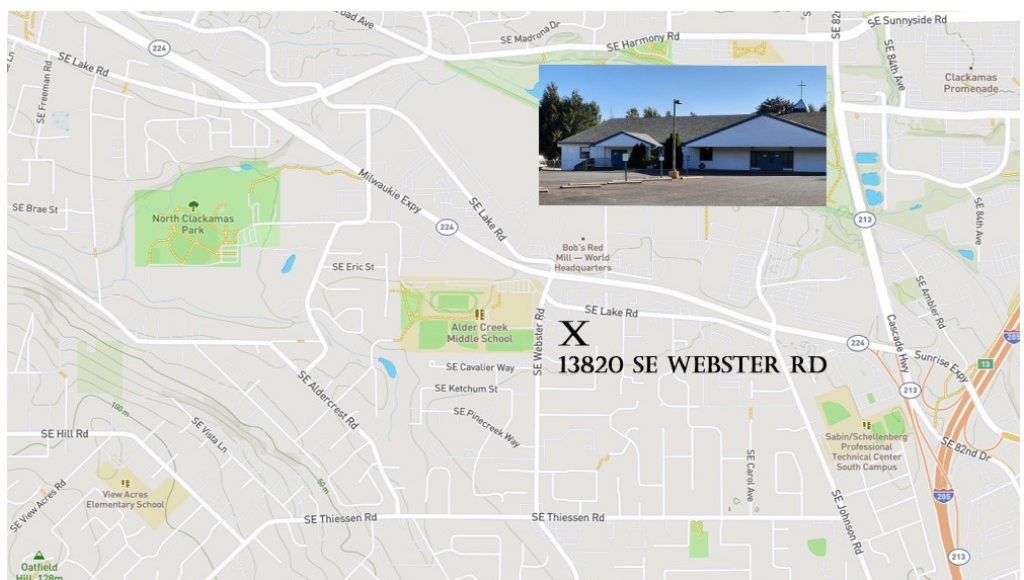 SE Madrona Dr
224
SE Harmony Rd
SE 82
SE Sunnyside Rd
SE 84th Ave
Clackamas
Promenade
SE Lake Rd
SE Freeman Rd
SE Brae St
North Clackamas
Park
Milwaukie Expy
224
SE Lake Rd
Bob's Red
Mill — World
Headquarters
213
SE 84th Ave
SE Eric St
Alder Creek
Middle School
SE Webster Rd
SE Lake Rd
X
13820 SE WEBSTER RD
SE Ambler Rd
224
Cascade Hwy
Sunrise Expy
13
205
SE Cavalier Way
SE Ketchum St
SE Aldercrest Rd
SE Pinecreek Way
213
100 m
SE Hill Rd
SE Vista Ln
50 m
SE Carol Ave
Sabin/Schellenberg
Professional
Technical Center
South Campus
SE 82nd Dr
205
View Acres
Elementary School
SE View Acres Rd
SE Thiessen Rd
SE Thiessen Rd
SE Johnson Rd
213
Oatfield
Hill, 128m